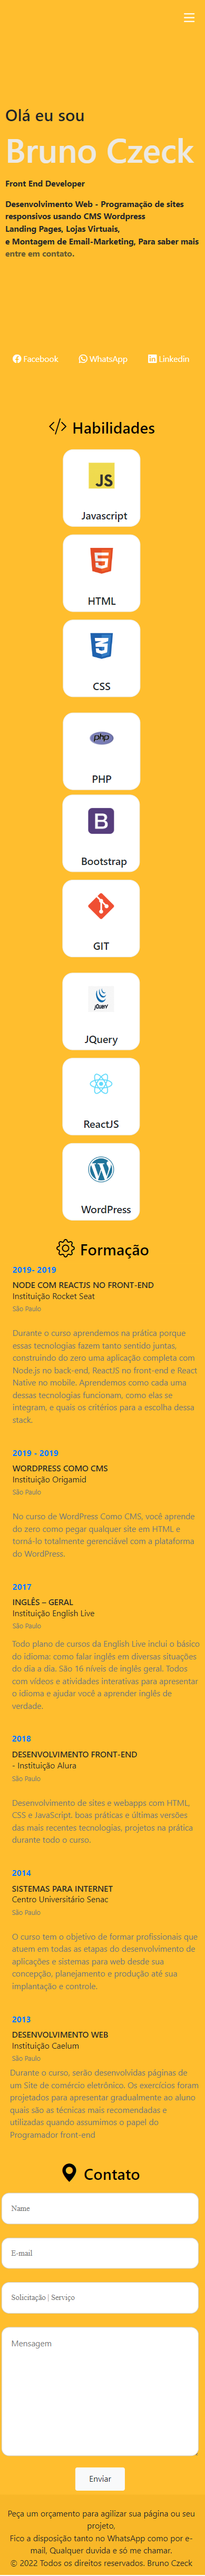 Olá eu sou
Bruno Czeck
Front End Developer
Desenvolvimento Web - Programação de sites
responsivos usando CMS Wordpress
Landing Pages, Lojas Virtuais,
e Montagem de Email-Marketing, Para saber mais
entre em contato.
Facebook WhatsApp Linkedin
Habilidades
JS
Javascript
HTML
CSS
php
PHP
B
Bootstrap
GIT
jQuery
JQuery
ReactJS
WordPress
Formação
2019- 2019
NODE COM REACTJS NO FRONT-END
Instituição Rocket Seat
São Paulo
Durante o curso aprendemos na prática porque
essas tecnologias fazem tanto sentido juntas,
construindo do zero uma aplicação completa com
Node.js no back-end, ReactJS no front-end e React
Native no mobile. Aprendemos como cada uma
dessas tecnologias funcionam, como elas se
integram, e quais os critérios para a escolha dessa
stack.
2019 - 2019
WORDPRESS COMO CMS
Instituição Origamid
São Paulo
No curso de WordPress Como CMS, você aprende
do zero como pegar qualquer site em HTML e
torná-lo totalmente gerenciável com a plataforma
do WordPress.
2017
INGLÊS – GERAL
Instituição English Live
São Paulo
Todo plano de cursos da English Live inclui o básico
do idioma: como falar inglês em diversas situações
do dia a dia. São 16 níveis de inglês geral. Todos
com vídeos e atividades interativas para apresentar
o idioma e ajudar você a aprender inglês de
verdade.
2018
DESENVOLVIMENTO FRONT-END
- Instituição Alura
São Paulo
Desenvolvimento de sites e webapps com HTML,
CSS e JavaScript, boas práticas e últimas versões
das mais recentes tecnologias, projetos na prática
durante todo o curso.
2014
SISTEMAS PARA INTERNET
Centro Universitário Senac
São Paulo
O curso tem o objetivo de formar profissionais que
atuem em todas as etapas do desenvolvimento de
aplicações e sistemas para web desde sua
concepção, planejamento e produção até sua
implantação e controle.
2013
DESENVOLVIMENTO WEB
Instituição Caelum
São Paulo
Durante o curso, serão desenvolvidas páginas de
um Site de comércio eletrônico. Os exercícios foram
projetados para apresentar gradualmente ao aluno
quais são as técnicas mais recomendadas e
utilizadas quando assumimos o papel do
Programador front-end
Contato
Name
E-mail
Solicitação | Serviço
Mensagem
Enviar
Peça um orçamento para agilizar sua página ou seu
projeto,
Fico a disposição tanto no WhatsApp como por e-
mail, Qualquer duvida e só me chamar.
© 2022 Todos os direitos reservados. Bruno Czeck